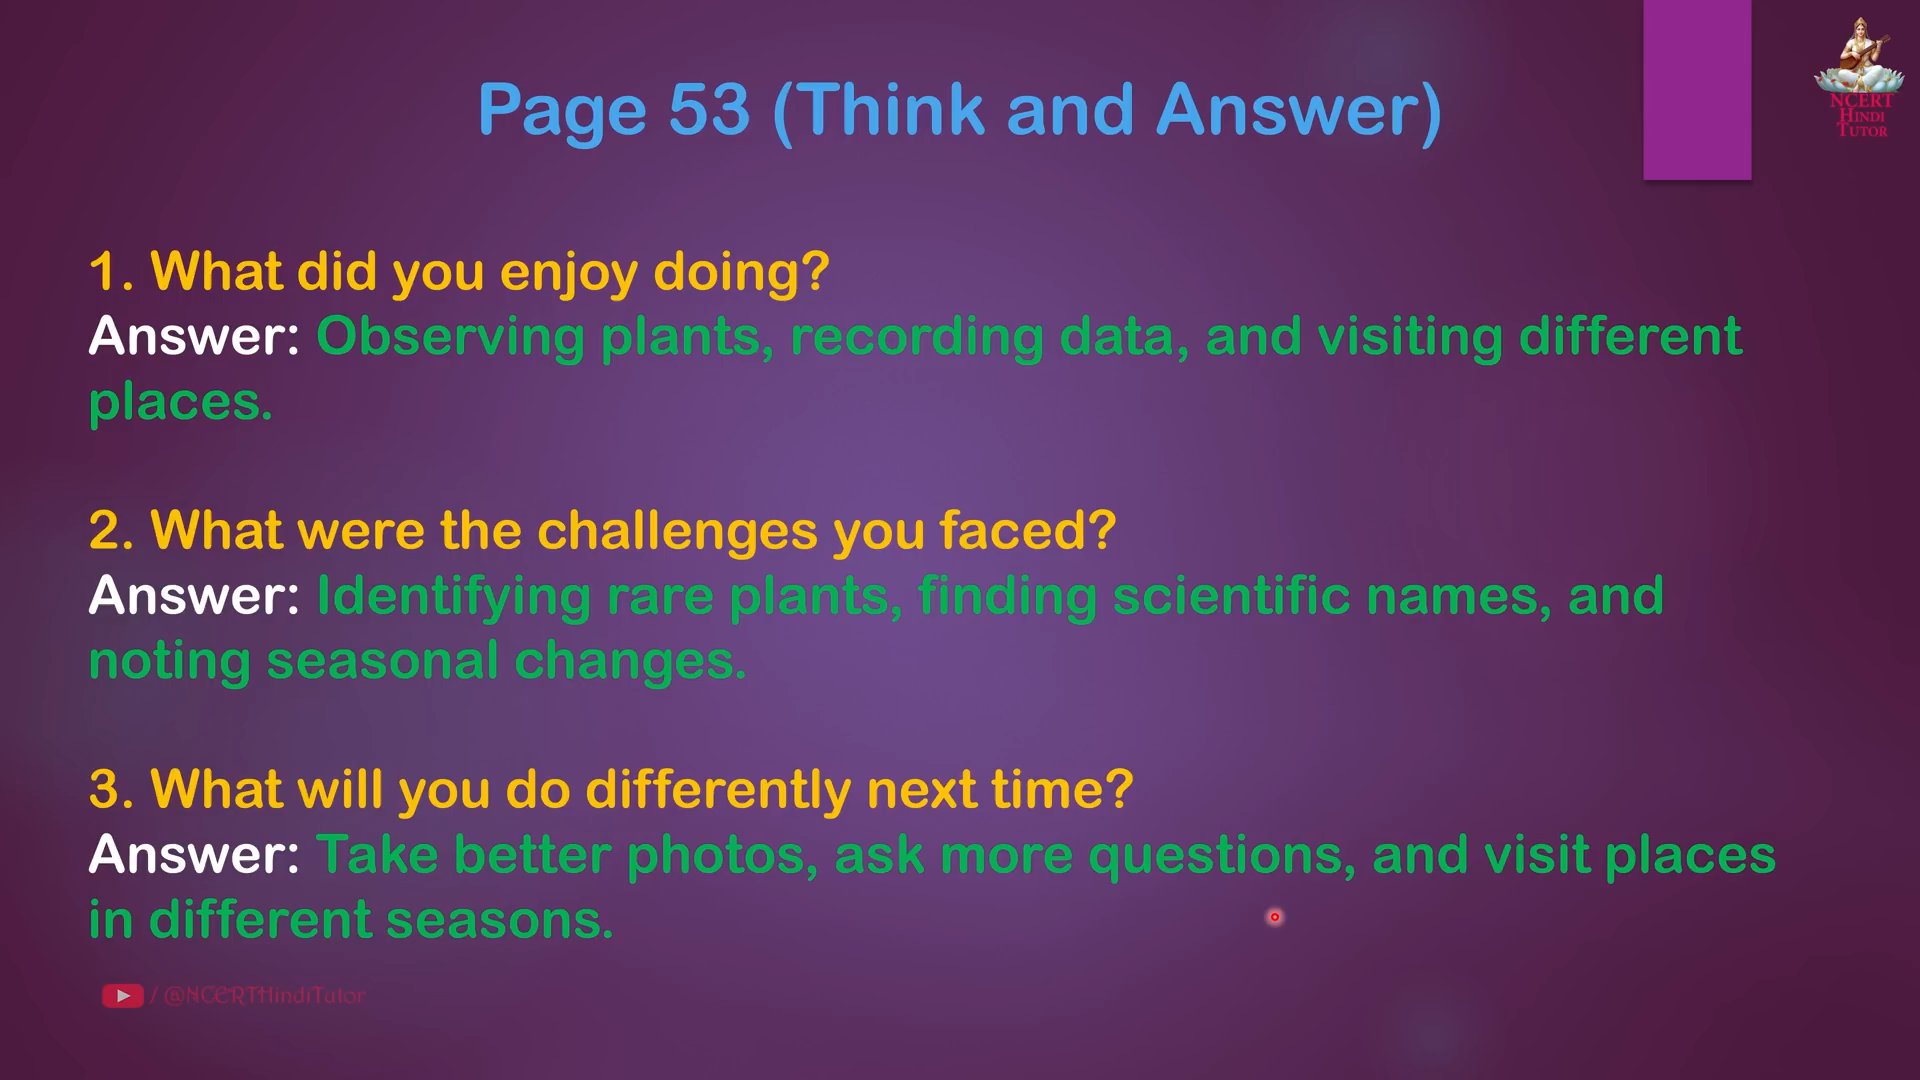 Page 53 (Think and Answer)
NCERT
HINDI
TUTOR
1. What did you enjoy doing?
Answer: Observing plants, recording data, and visiting different
places.
2. What were the challenges you faced?
Answer: Identifying rare plants, finding scientific names, and
noting seasonal changes.
3. What will you do differently next time?
Answer: Take better photos, ask more questions, and visit places
in different seasons.
/ @NCERTHindiTutor